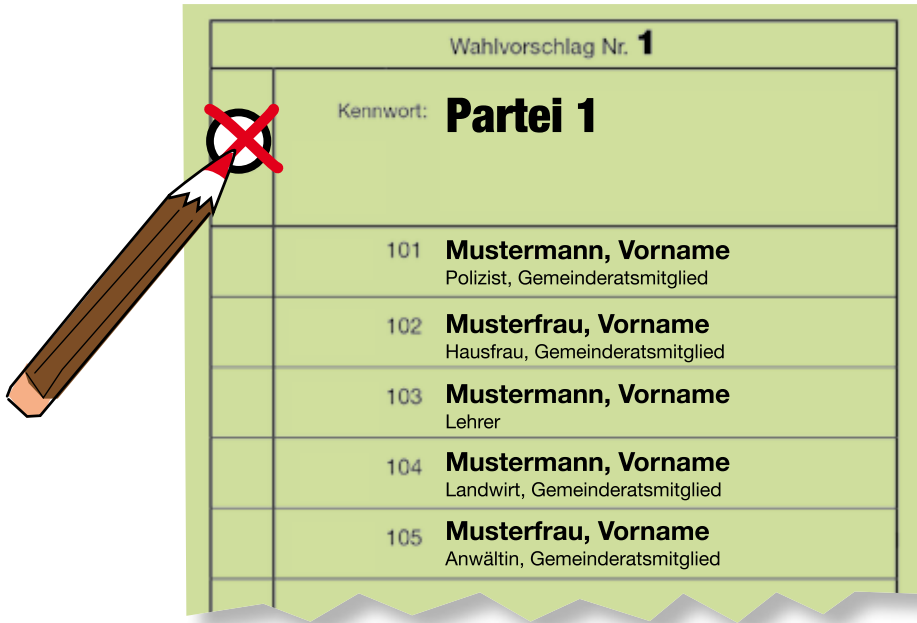 Wahlvorschlag Nr. 1
Kennwort: Partei 1
101 Mustermann, Vorname
Polizist, Gemeinderatsmitglied
102 Musterfrau, Vorname
Hausfrau, Gemeinderatsmitglied
103 Mustermann, Vorname
Lehrer
104 Mustermann, Vorname
Landwirt, Gemeinderatsmitglied
105 Musterfrau, Vorname
Anwältin, Gemeinderatsmitglied